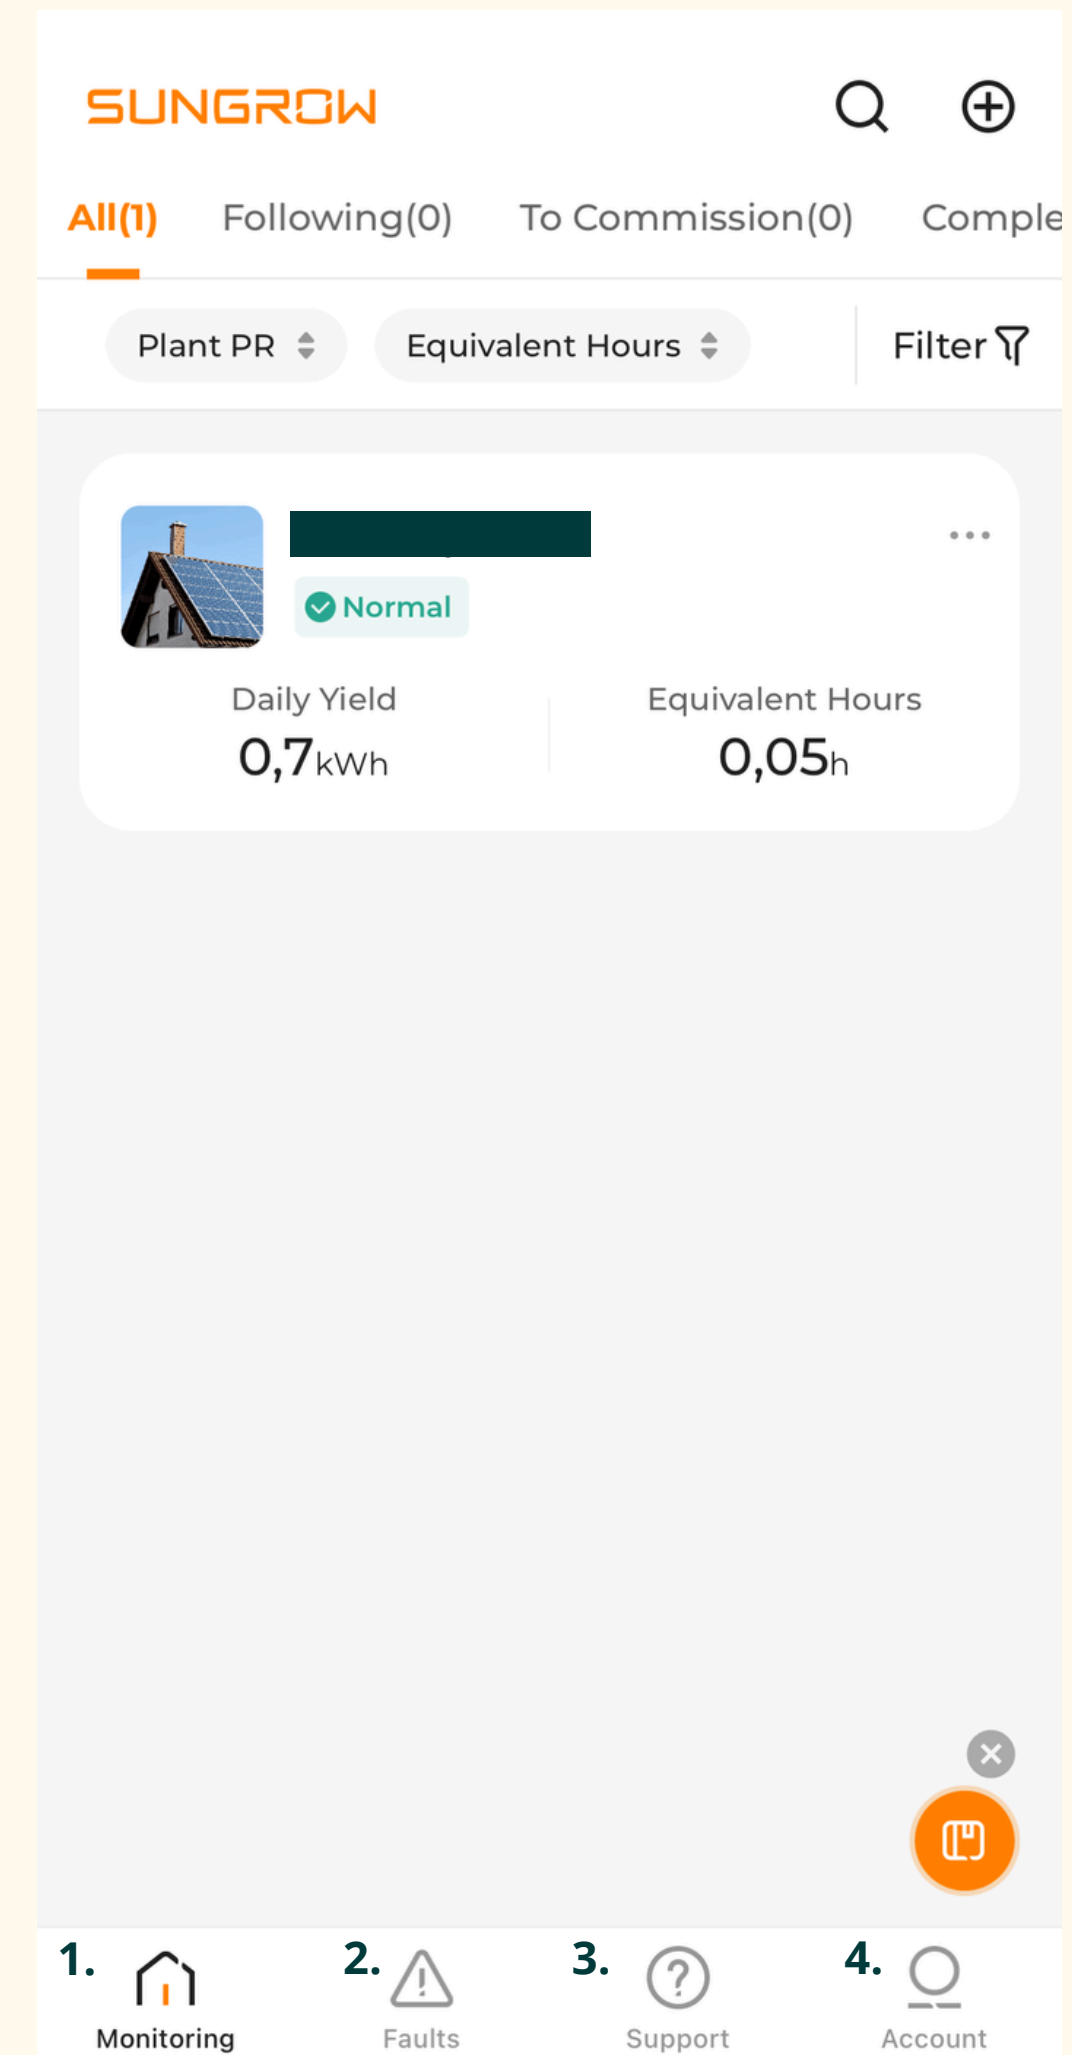 SUNGROW
All(1) Following(0) To Commission(0) Comple
Plant PR Equivalent Hours Filter
Normal
Daily Yield Equivalent Hours
0,7kWh 0,05h
1. 2. 3. 4.
Monitoring Faults Support Account